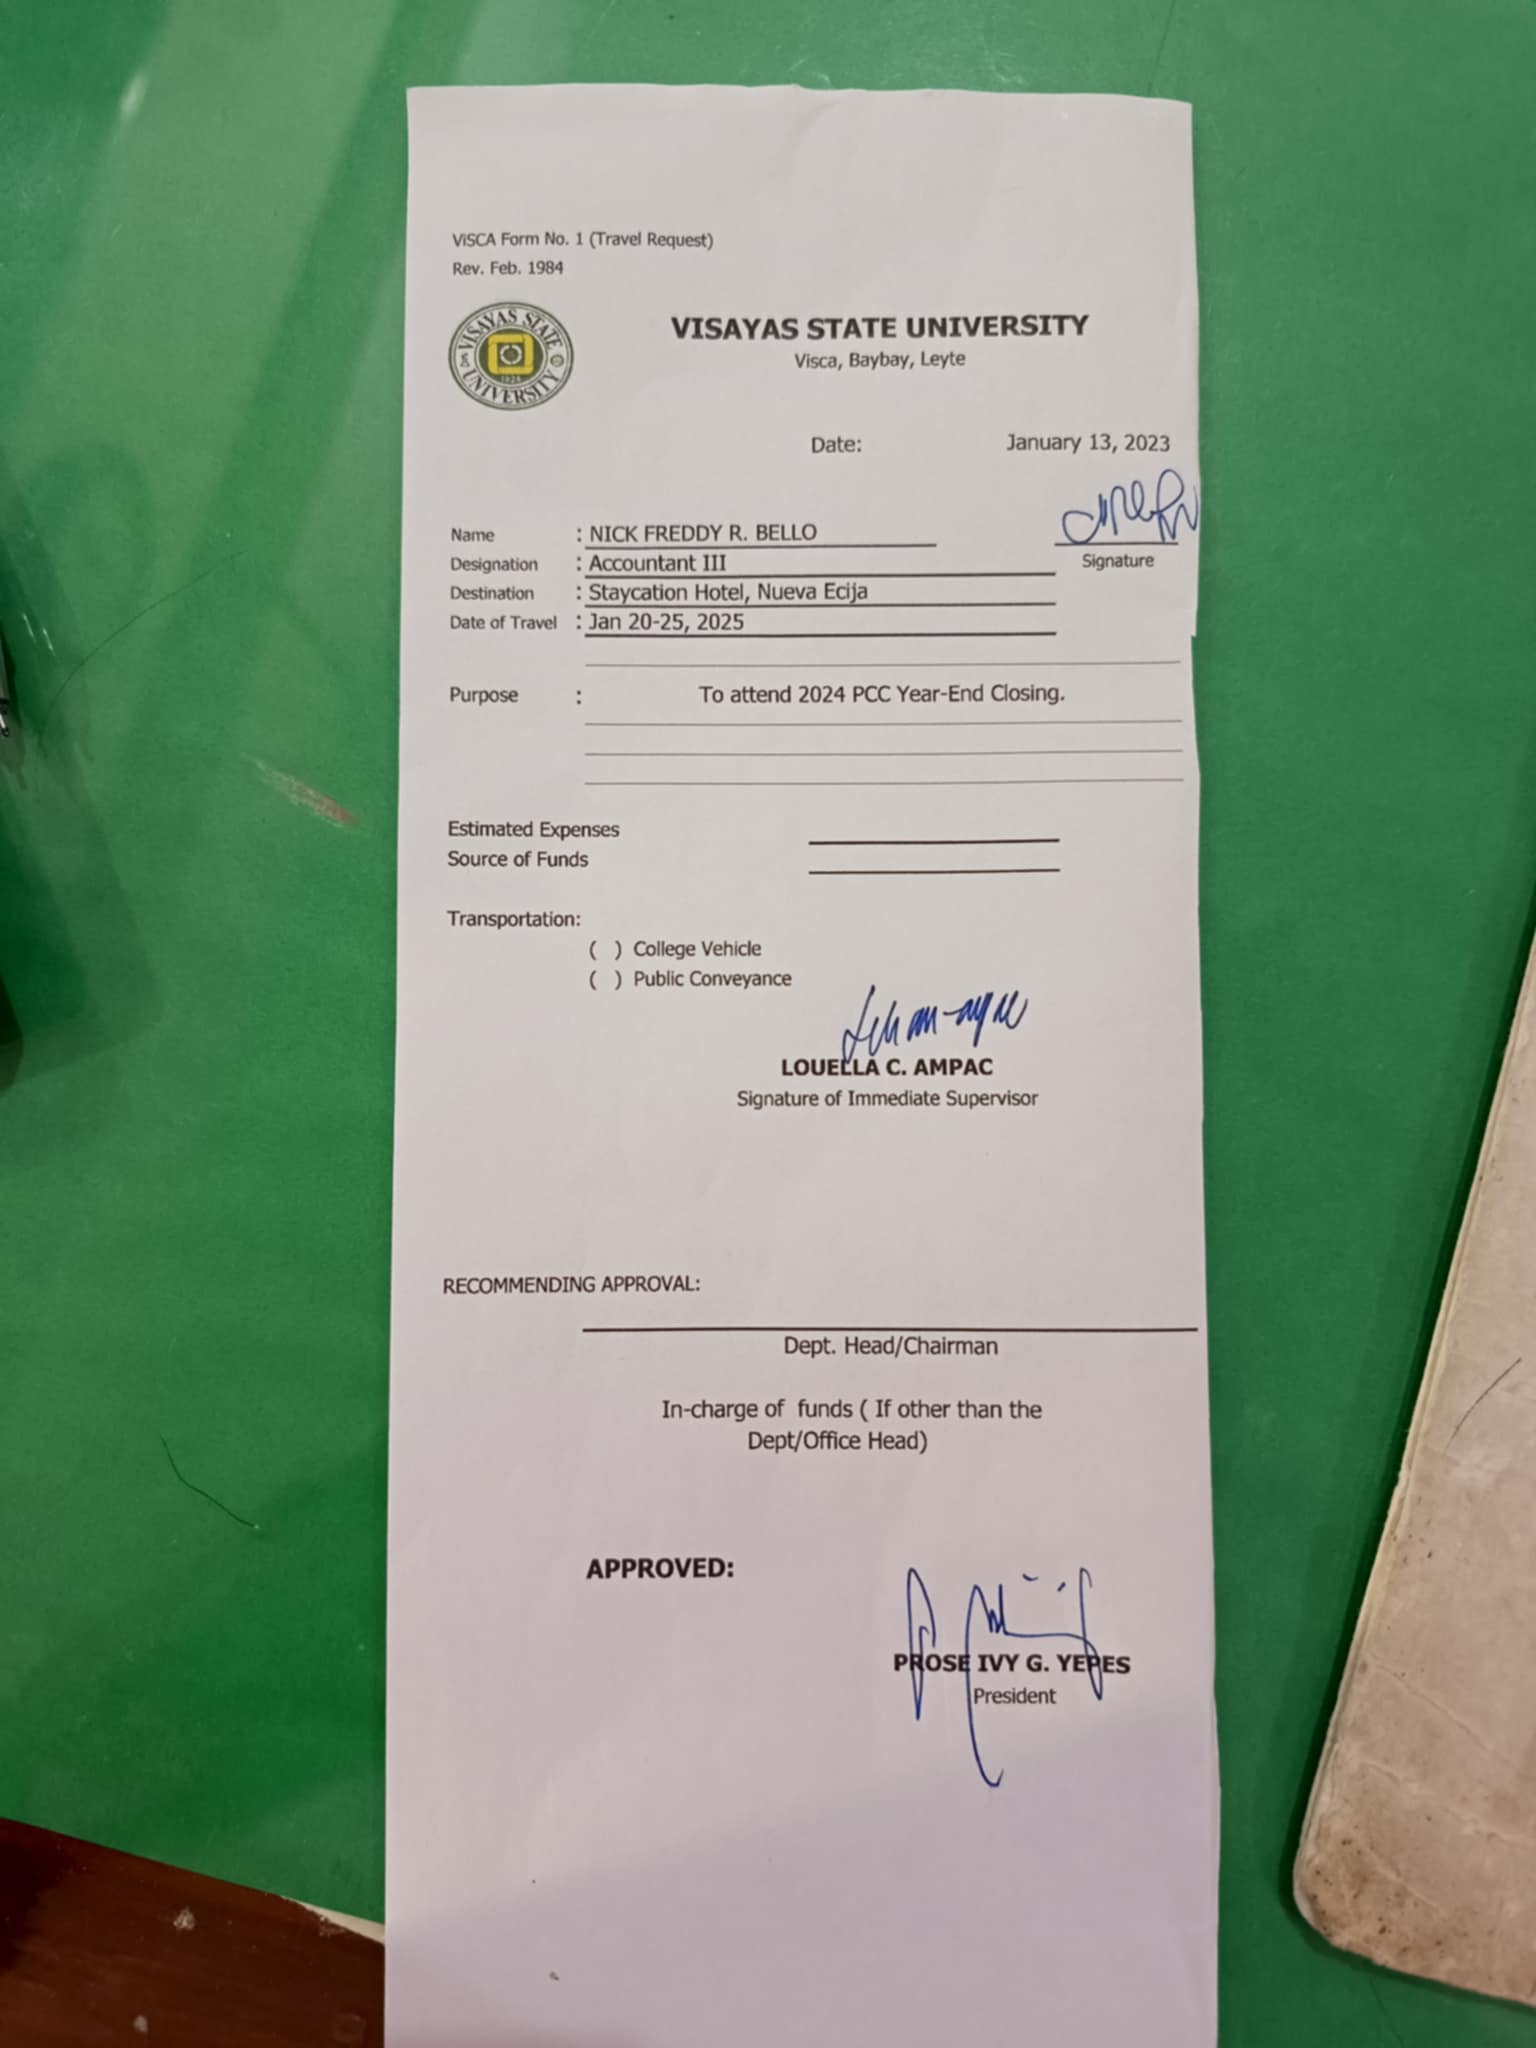 ViSCA Form No. 1 (Travel Request)
Rev. Feb. 1984
VISAYAS STATE UNIVERSITY
1924
VISAYAS STATE UNIVERSITY
Visca, Baybay, Leyte
Date: January 13, 2023
Name : NICK FREDDY R. BELLO
Signature
Designation : Accountant III
Destination : Staycation Hotel, Nueva Ecija
Date of Travel : Jan 20-25, 2025
Purpose : To attend 2024 PCC Year-End Closing.
Estimated Expenses
Source of Funds
Transportation:
( ) College Vehicle
( ) Public Conveyance
LOUELLA C. AMPAC
Signature of Immediate Supervisor
RECOMMENDING APPROVAL:
Dept. Head/Chairman
In-charge of funds ( If other than the
Dept/Office Head)
APPROVED:
PROSE IVY G. YEPES
President